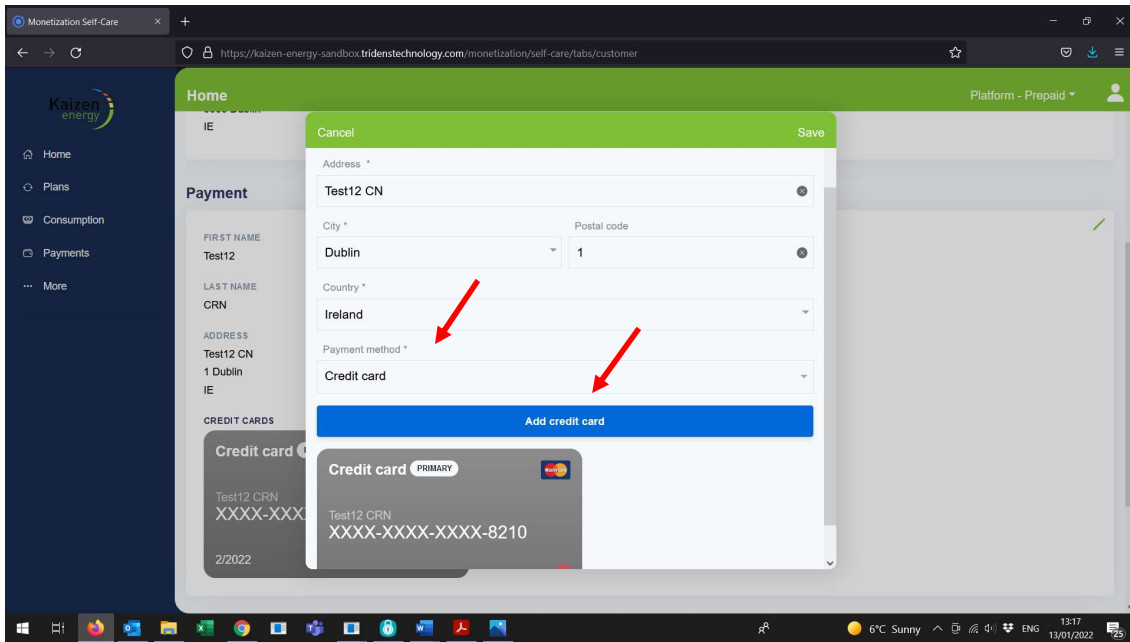 Monetization Self-Care
https://kaizen-energy-sandbox.tridenstechnology.com/monetization/self-care/tabs/customer
Kaizen
energy
Home
Plans
Consumption
Payments
More
Home
Platform - Prepaid
IE
Payment
FIRST NAME
Test12
LAST NAME
CRN
ADDRESS
Test12 CN
1 Dublin
IE
CREDIT CARDS
Credit card
Test12 CRN
XXXX-XXX
2/2022
Cancel
Save
Address *
Test12 CN
City *
Postal code
Dublin
1
Country *
Ireland
Payment method *
Credit card
Add credit card
Credit card PRIMARY
Test12 CRN
XXXX-XXXX-XXXX-8210
6°C Sunny
ENG
13:17
13/01/2022
25